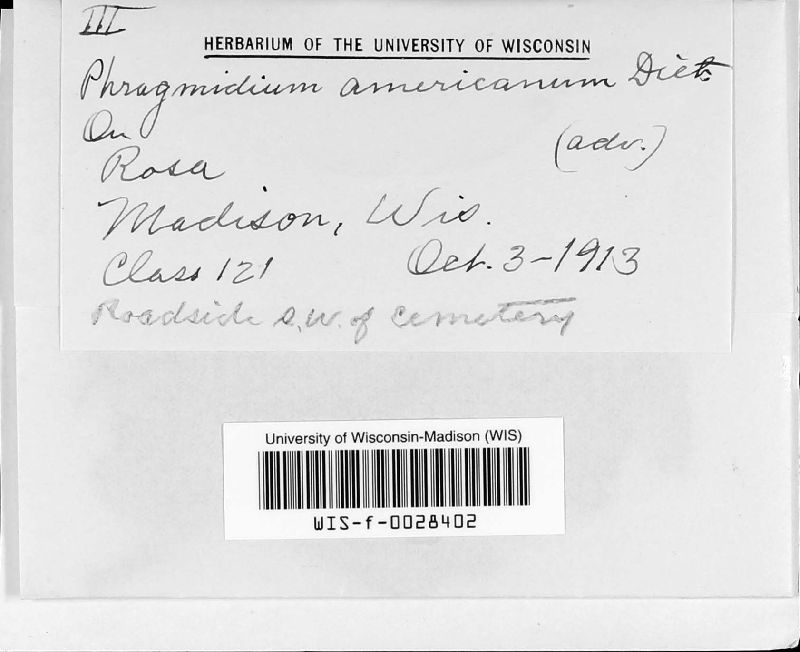 III
HERBARIUM OF THE UNIVERSITY OF WISCONSIN
Phragmidium americanum Diet.
On
(adv.)
Rosa
Madison, Wis.
Class 121 Oct. 3-1913
Roadside S.W. of cemetery
University of Wisconsin-Madison (WIS)
WIS-f-0028402